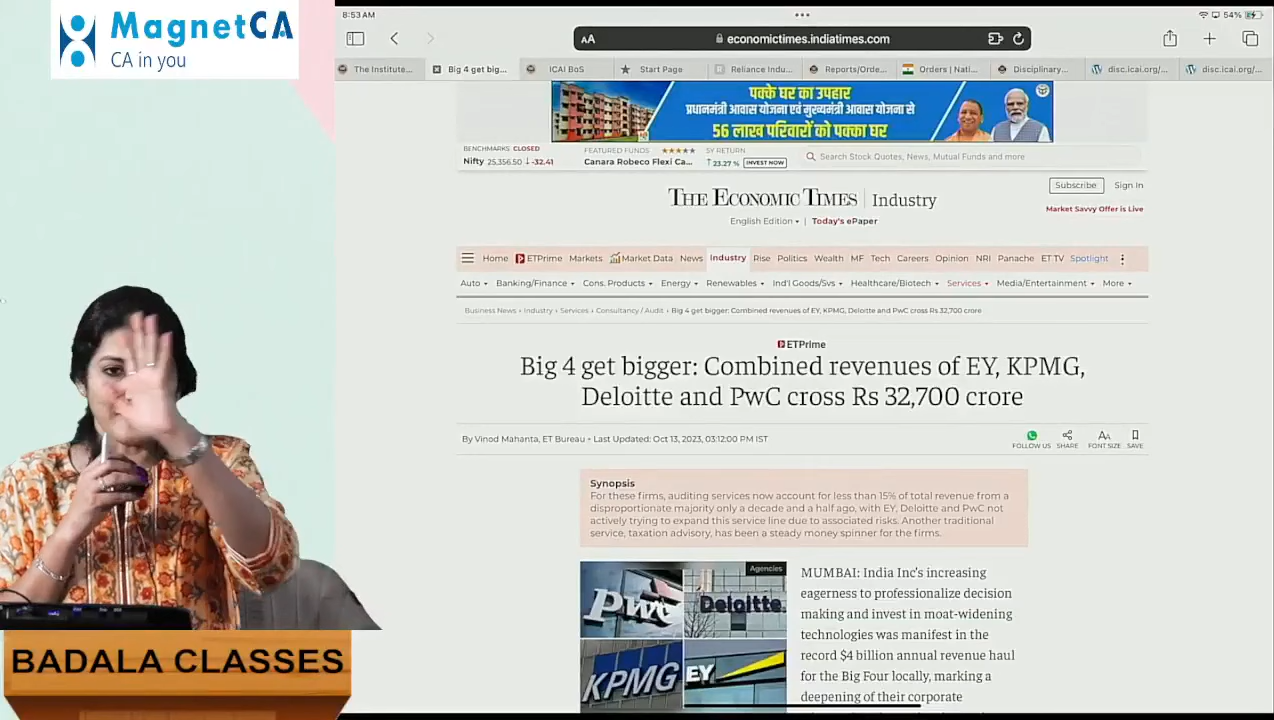 MagnetCA
CA in you
8:53 AM
54%
AA
economictimes.indiatimes.com
The Institute...
Big 4 get big...
ICAI BoS
Start Page
Reliance Indu...
Reports/Orde...
Orders | Nati...
Disciplinary...
disc.icai.org/...
disc.icai.org/...
पक्के घर का उपहार
प्रधानमंत्री आवास योजना एवं मुख्यमंत्री आवास योजना से
56 लाख परिवारों को पक्का घर
BENCHMARKS CLOSED
Nifty 25,356.50 ↓ -32.41
FEATURED FUNDS ★★★★★
Canara Robeco Flexi Ca...
5Y RETURN
↑ 23.27 % INVEST NOW
Search Stock Quotes, News, Mutual Funds and more
THE ECONOMIC TIMES | Industry
Subscribe Sign In
English Edition | Today's ePaper
Market Savvy Offer is Live
Home ETPrime Markets Market Data News Industry Rise Politics Wealth MF Tech Careers Opinion NRI Panache ET TV Spotlight
Auto Banking/Finance Cons. Products Energy Renewables Ind'l Goods/Svs Healthcare/Biotech Services Media/Entertainment More
Business News › Industry › Services › Consultancy / Audit › Big 4 get bigger: Combined revenues of EY, KPMG, Deloitte and PwC cross Rs 32,700 crore
ETPrime
Big 4 get bigger: Combined revenues of EY, KPMG,
Deloitte and PwC cross Rs 32,700 crore
By Vinod Mahanta, ET Bureau • Last Updated: Oct 13, 2023, 03:12:00 PM IST
FOLLOW US SHARE FONT SIZE SAVE
Synopsis
For these firms, auditing services now account for less than 15% of total revenue from a
disproportionate majority only a decade and a half ago, with EY, Deloitte and PwC not
actively trying to expand this service line due to associated risks. Another traditional
service, taxation advisory, has been a steady money spinner for the firms.
Agencies
pwc
Deloitte.
KPMG
EY
MUMBAI: India Inc's increasing
eagerness to professionalize decision
making and invest in moat-widening
technologies was manifest in the
record $4 billion annual revenue haul
for the Big Four locally, marking a
deepening of their corporate
BADALA CLASSES